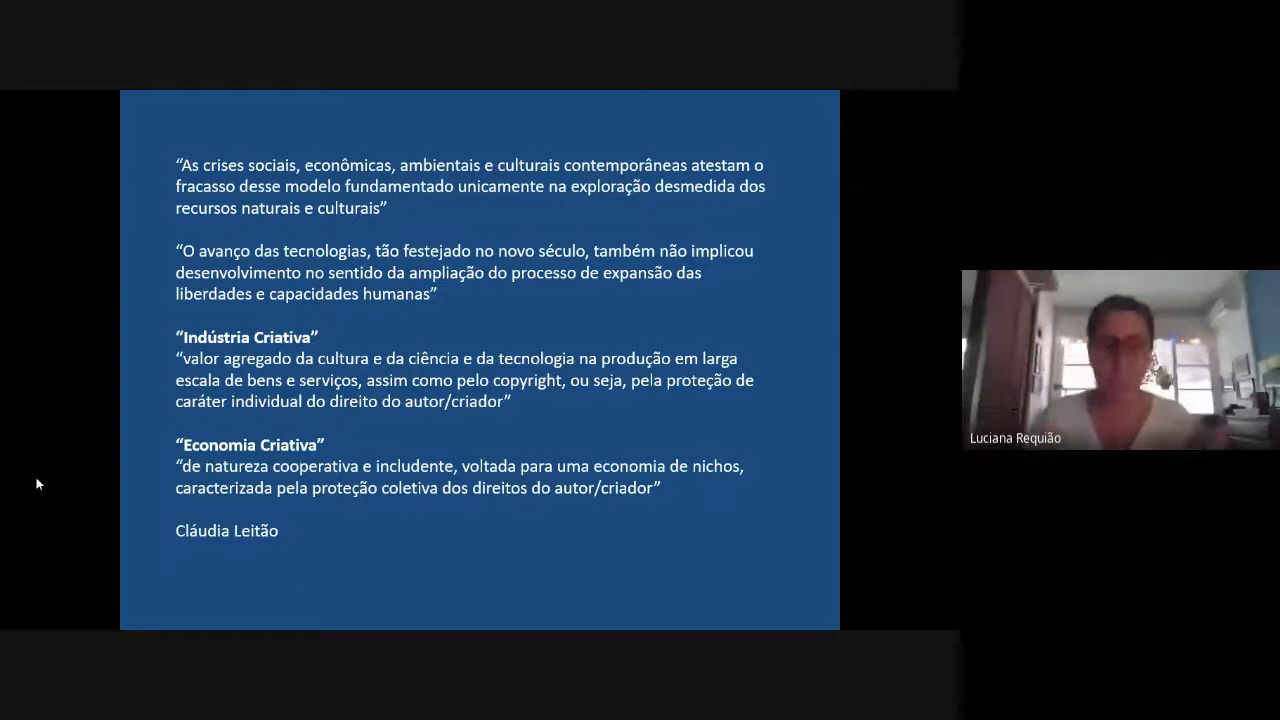 “As crises sociais, econômicas, ambientais e culturais contemporâneas atestam o
fracasso desse modelo fundamentado unicamente na exploração desmedida dos
recursos naturais e culturais”
“O avanço das tecnologias, tão festejado no novo século, também não implicou
desenvolvimento no sentido da ampliação do processo de expansão das
liberdades e capacidades humanas”
“Indústria Criativa”
“valor agregado da cultura e da ciência e da tecnologia na produção em larga
escala de bens e serviços, assim como pelo copyright, ou seja, pela proteção de
caráter individual do direito do autor/criador”
“Economia Criativa”
“de natureza cooperativa e includente, voltada para uma economia de nichos,
caracterizada pela proteção coletiva dos direitos do autor/criador”
Cláudia Leitão
Luciana Requião